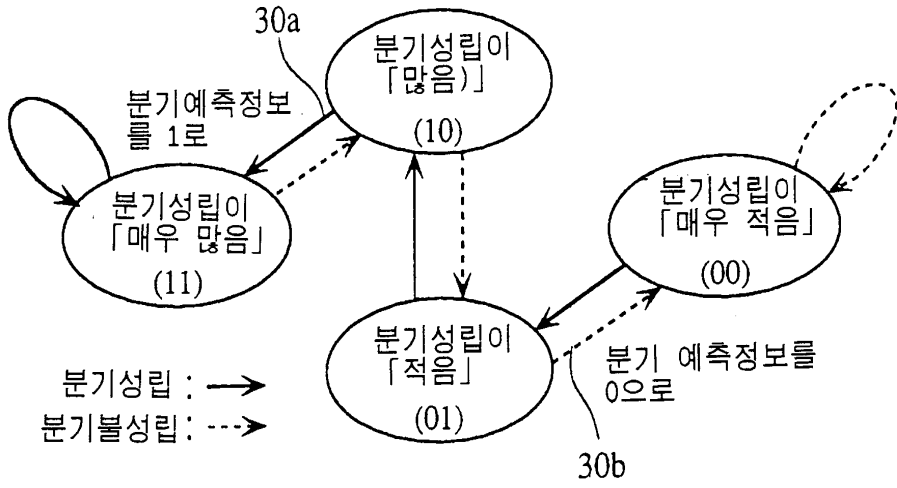 30a
분기성립이
「많음)」
(10)
분기예측정보
를 1로
분기성립이
「매우 많음」
(11)
분기성립이
「매우 적음」
(00)
분기성립이
「적음」
(01)
분기 예측정보를
0으로
30b
분기성립:
분기불성립: